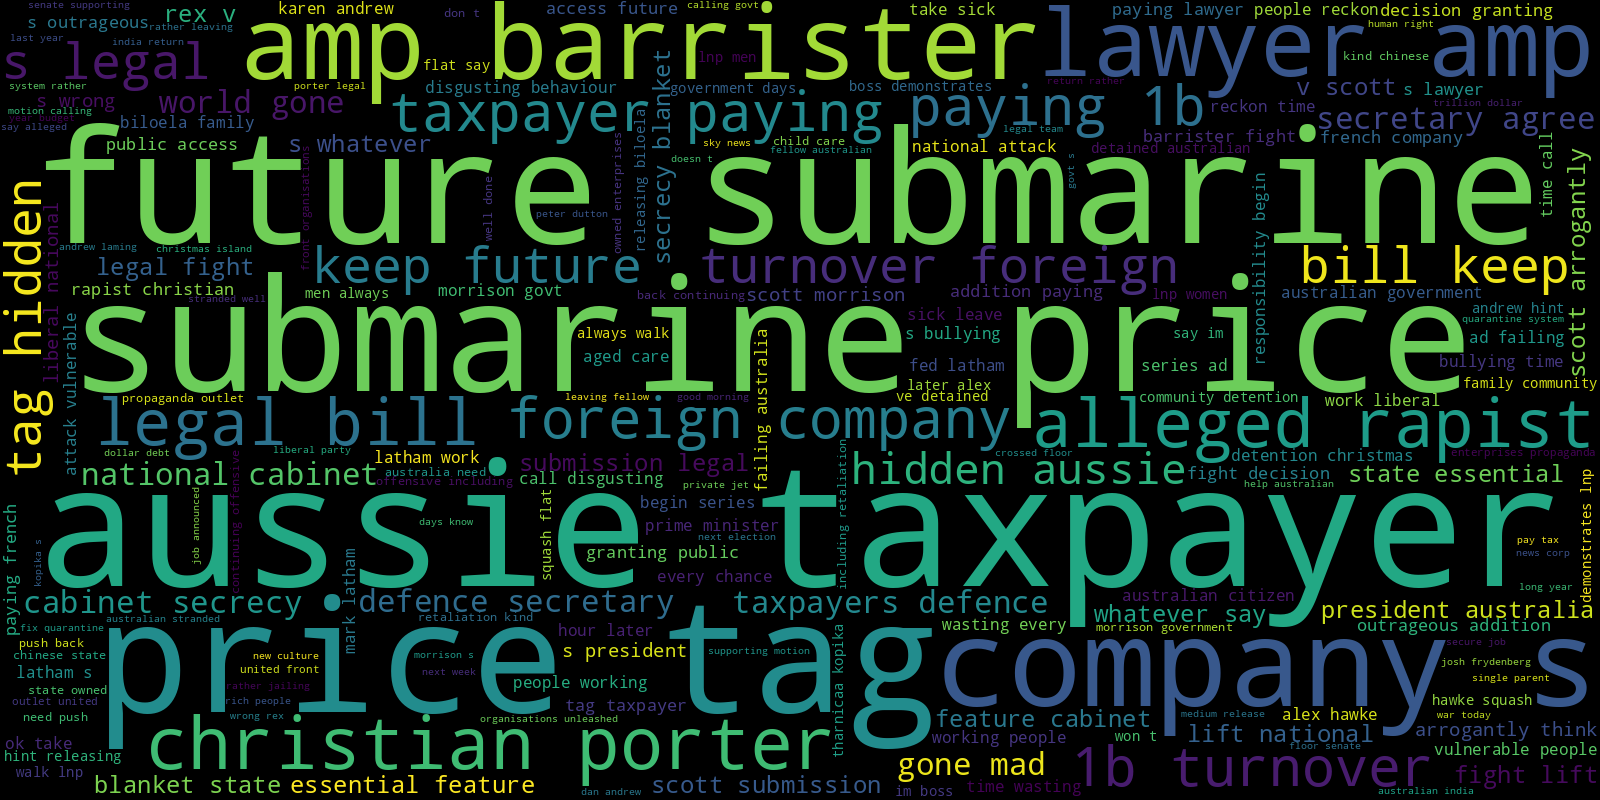 senate supporting
karen andrew
don t
access future
calling govt
take sick
paying lawyer
people reckon
decision granting
rex v
s outrageous
rather leaving
last year
india return
human right
amp barrister
lawyer amp
s legal
flat say
lnp men
kind chinese
system rather
porter legal
disgusting behaviour
government days
boss demonstrates
return rather
v scott
s lawyer
s wrong
world gone
taxpayer paying
paying 1b
reckon time
trillion dollar
motion calling
year budget
say alleged
biloela family
secretary agree
legal team
public access
s whatever
sky news
child care
national attack
barrister fight
french company
detained australian
fellow australian
doesn t
future submarine
secrecy blanket
releasing biloela
owned enterprises
front organisations
well done
govt s
time call
scott arrogantly
responsibility begin
tag hidden
liberal national
peter dutton
andrew laming
christmas island
legal fight
keep future
turnover foreign
bill keep
rapist christian
men always
morrison govt
back continuing
scott morrison
addition paying
lnp women
australian government
stranded well
andrew hint
quarantine system
sick leave
submarine price
always walk
s bullying
say im
ad failing
attack vulnerable
failing australia
aged care
fed latham
series ad
bullying time
later alex
family community
propaganda outlet
leaving fellow
good morning
ve detained
community detention
work liberal
legal bill
foreign company
alleged rapist
dollar debt
liberal party
latham work
crossed floor
detention christmas
enterprises propaganda
national cabinet
australia need
submission legal
hidden aussie
fight decision
state essential
offensive including
call disgusting
private jet
help australian
job announced
continuing offensive
squash flat
begin series
including retaliation
demonstrates lnp
aussie taxpayer
days know
prime minister
next election
granting public
pay tax
news corp
kopika s
paying french
mark latham
every chance
long year
cabinet secrecy
defence secretary
taxpayers defence
australian citizen
whatever say
president australia
australian stranded
retaliation kind
fix quarantine
hour later
wasting every
morrison government
outrageous addition
push back
price tag
company s
secure job
chinese state
new culture
united front
morrison s
s president
supporting motion
josh frydenberg
latham s
next week
single parent
state owned
rather jailing
people working
tharnicaa kopika
outlet united
rich people
tag taxpayer
hawke squash
need push
wrong rex
organisations unleashed
feature cabinet
medium release
alex hawke
war today
christian porter
lift national
arrogantly think
ok take
working people
won t
floor senate
vulnerable people
hint releasing
walk lnp
gone mad
1b turnover
fight lift
blanket state
essential feature
dan andrew
scott submission
im boss
time wasting
australian india